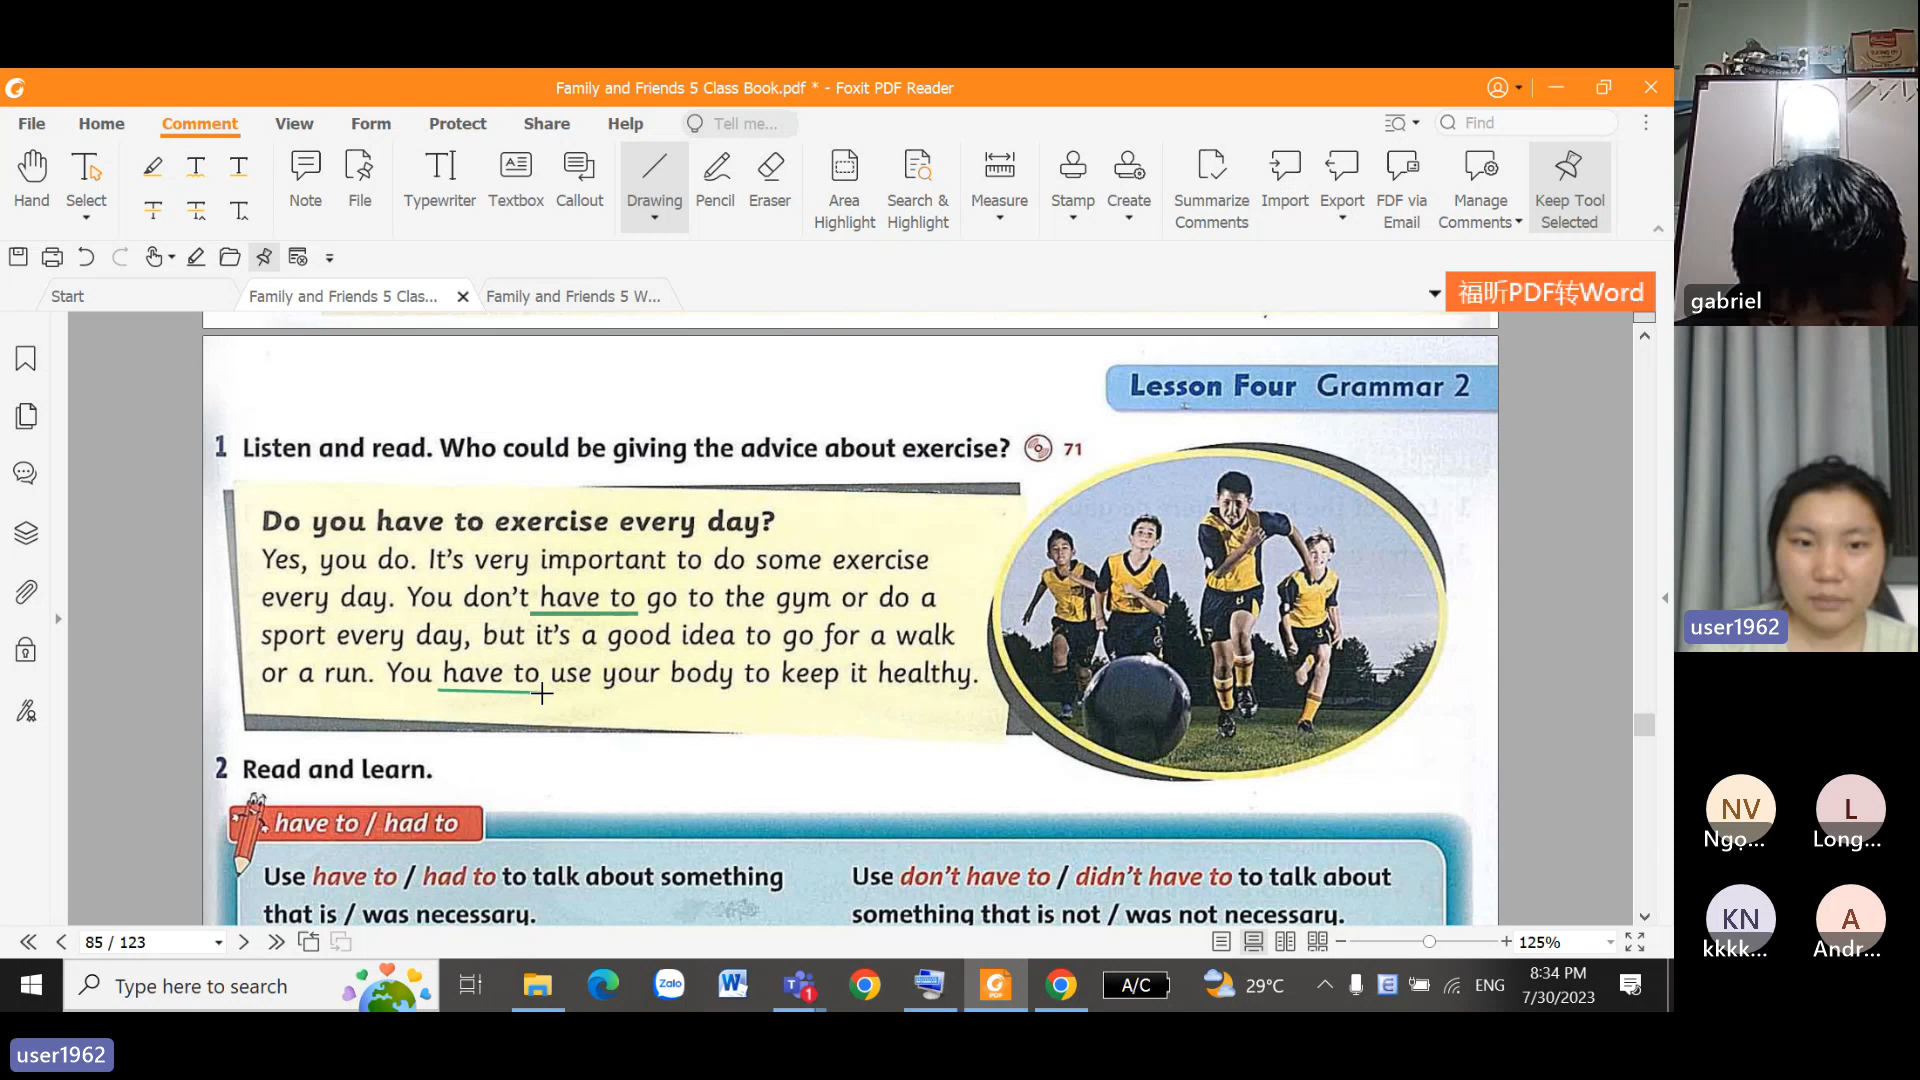 Family and Friends 5 Class Book.pdf * - Foxit PDF Reader
File Home Comment View Form Protect Share Help Tell me... Find
Hand Select Note File Typewriter Textbox Callout Drawing Pencil Eraser Area Highlight Search & Highlight Measure Stamp Create Summarize Comments Import Export FDF via Email Manage Comments Keep Tool Selected
Start Family and Friends 5 Clas... Family and Friends 5 W... 福昕PDF转Word
gabriel
Lesson Four Grammar 2
1 Listen and read. Who could be giving the advice about exercise? 71
Do you have to exercise every day?
Yes, you do. It's very important to do some exercise
every day. You don't have to go to the gym or do a
sport every day, but it's a good idea to go for a walk
or a run. You have to use your body to keep it healthy.
user1962
2 Read and learn.
have to / had to
Use have to / had to to talk about something
that is / was necessary.
Use don't have to / didn't have to to talk about
something that is not / was not necessary.
NV
Ngọ...
L
Long...
KN
kkkk...
A
Andr...
85 / 123 125%
Type here to search Zalo A/C 29°C ENG 8:34 PM
7/30/2023
user1962